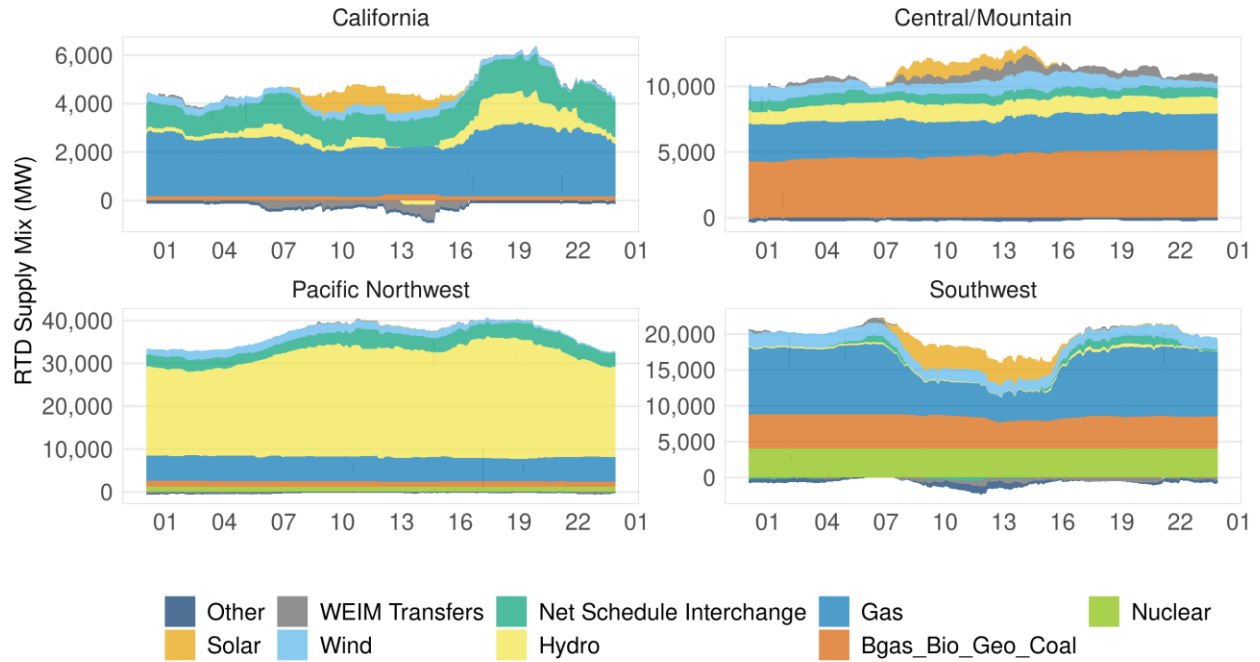 California
Central/Mountain
RTD Supply Mix (MW)
6,000
4,000
2,000
0
01 04 07 10 13 16 19 22 01
10,000
5,000
0
01 04 07 10 13 16 19 22 01
Pacific Northwest
Southwest
40,000
30,000
20,000
10,000
0
01 04 07 10 13 16 19 22 01
20,000
15,000
10,000
5,000
0
01 04 07 10 13 16 19 22 01
Other WEIM Transfers Net Schedule Interchange Gas Nuclear
Solar Wind Hydro Bgas_Bio_Geo_Coal